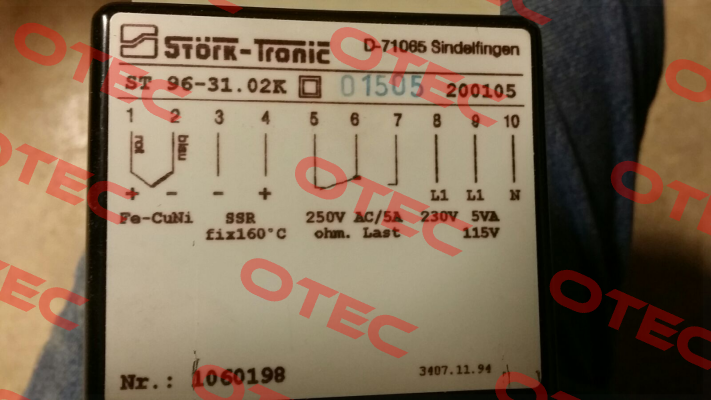 Störk-Tronic D-71065 Sindelfingen
ST 96-31.02K 01505 200105
1 2 3 4 5 6 7 8 9 10
rot blau
+ - - + L1 L1 N
Fe-CuNi SSR 250V AC/5A 230V 5VA
fix160°C ohm. Last 115V
Nr.: 1060198 3407.11.94
OTEC
OTEC
OTEC
OTEC
OTEC
OTEC
OTEC
OTEC